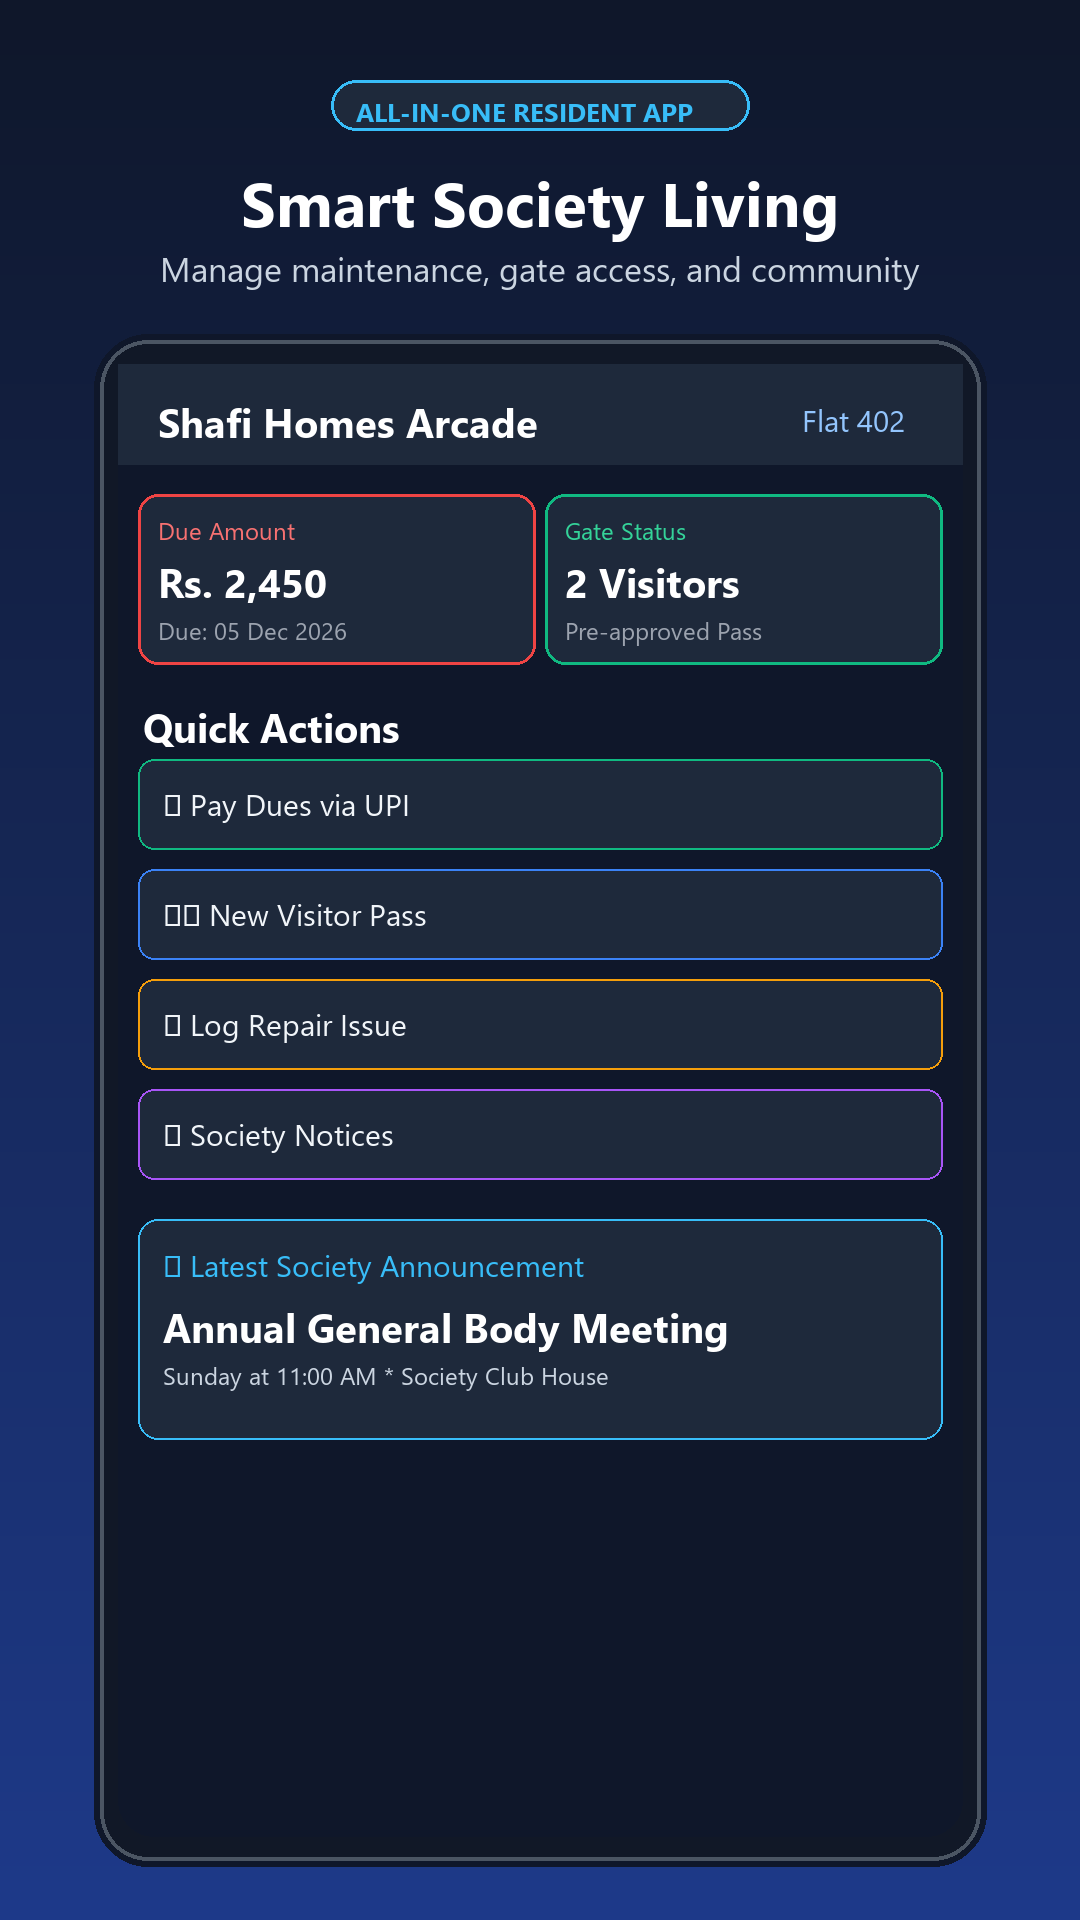 ALL-IN-ONE RESIDENT APP
Smart Society Living
Manage maintenance, gate access, and community
Shafi Homes Arcade
Flat 402
Due Amount
Rs. 2,450
Due: 05 Dec 2026
Gate Status
2 Visitors
Pre-approved Pass
Quick Actions
Pay Dues via UPI
New Visitor Pass
Log Repair Issue
Society Notices
Latest Society Announcement
Annual General Body Meeting
Sunday at 11:00 AM * Society Club House